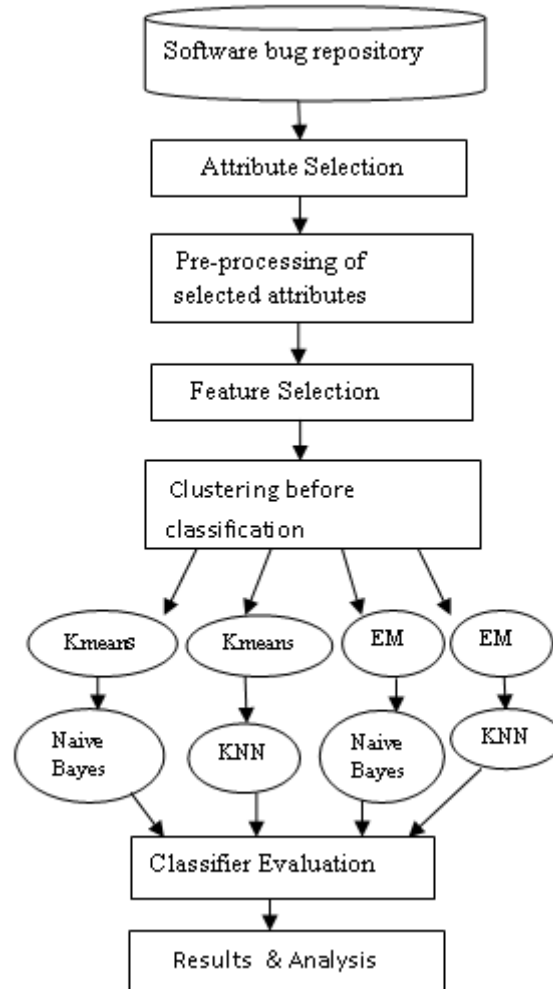 Software bug repository
Attribute Selection
Pre-processing of
selected attributes
Feature Selection
Clustering before
classification
Kmeans
Kmeans
EM
EM
Naive
Bayes
KNN
Naive
Bayes
KNN
Classifier Evaluation
Results & Analysis